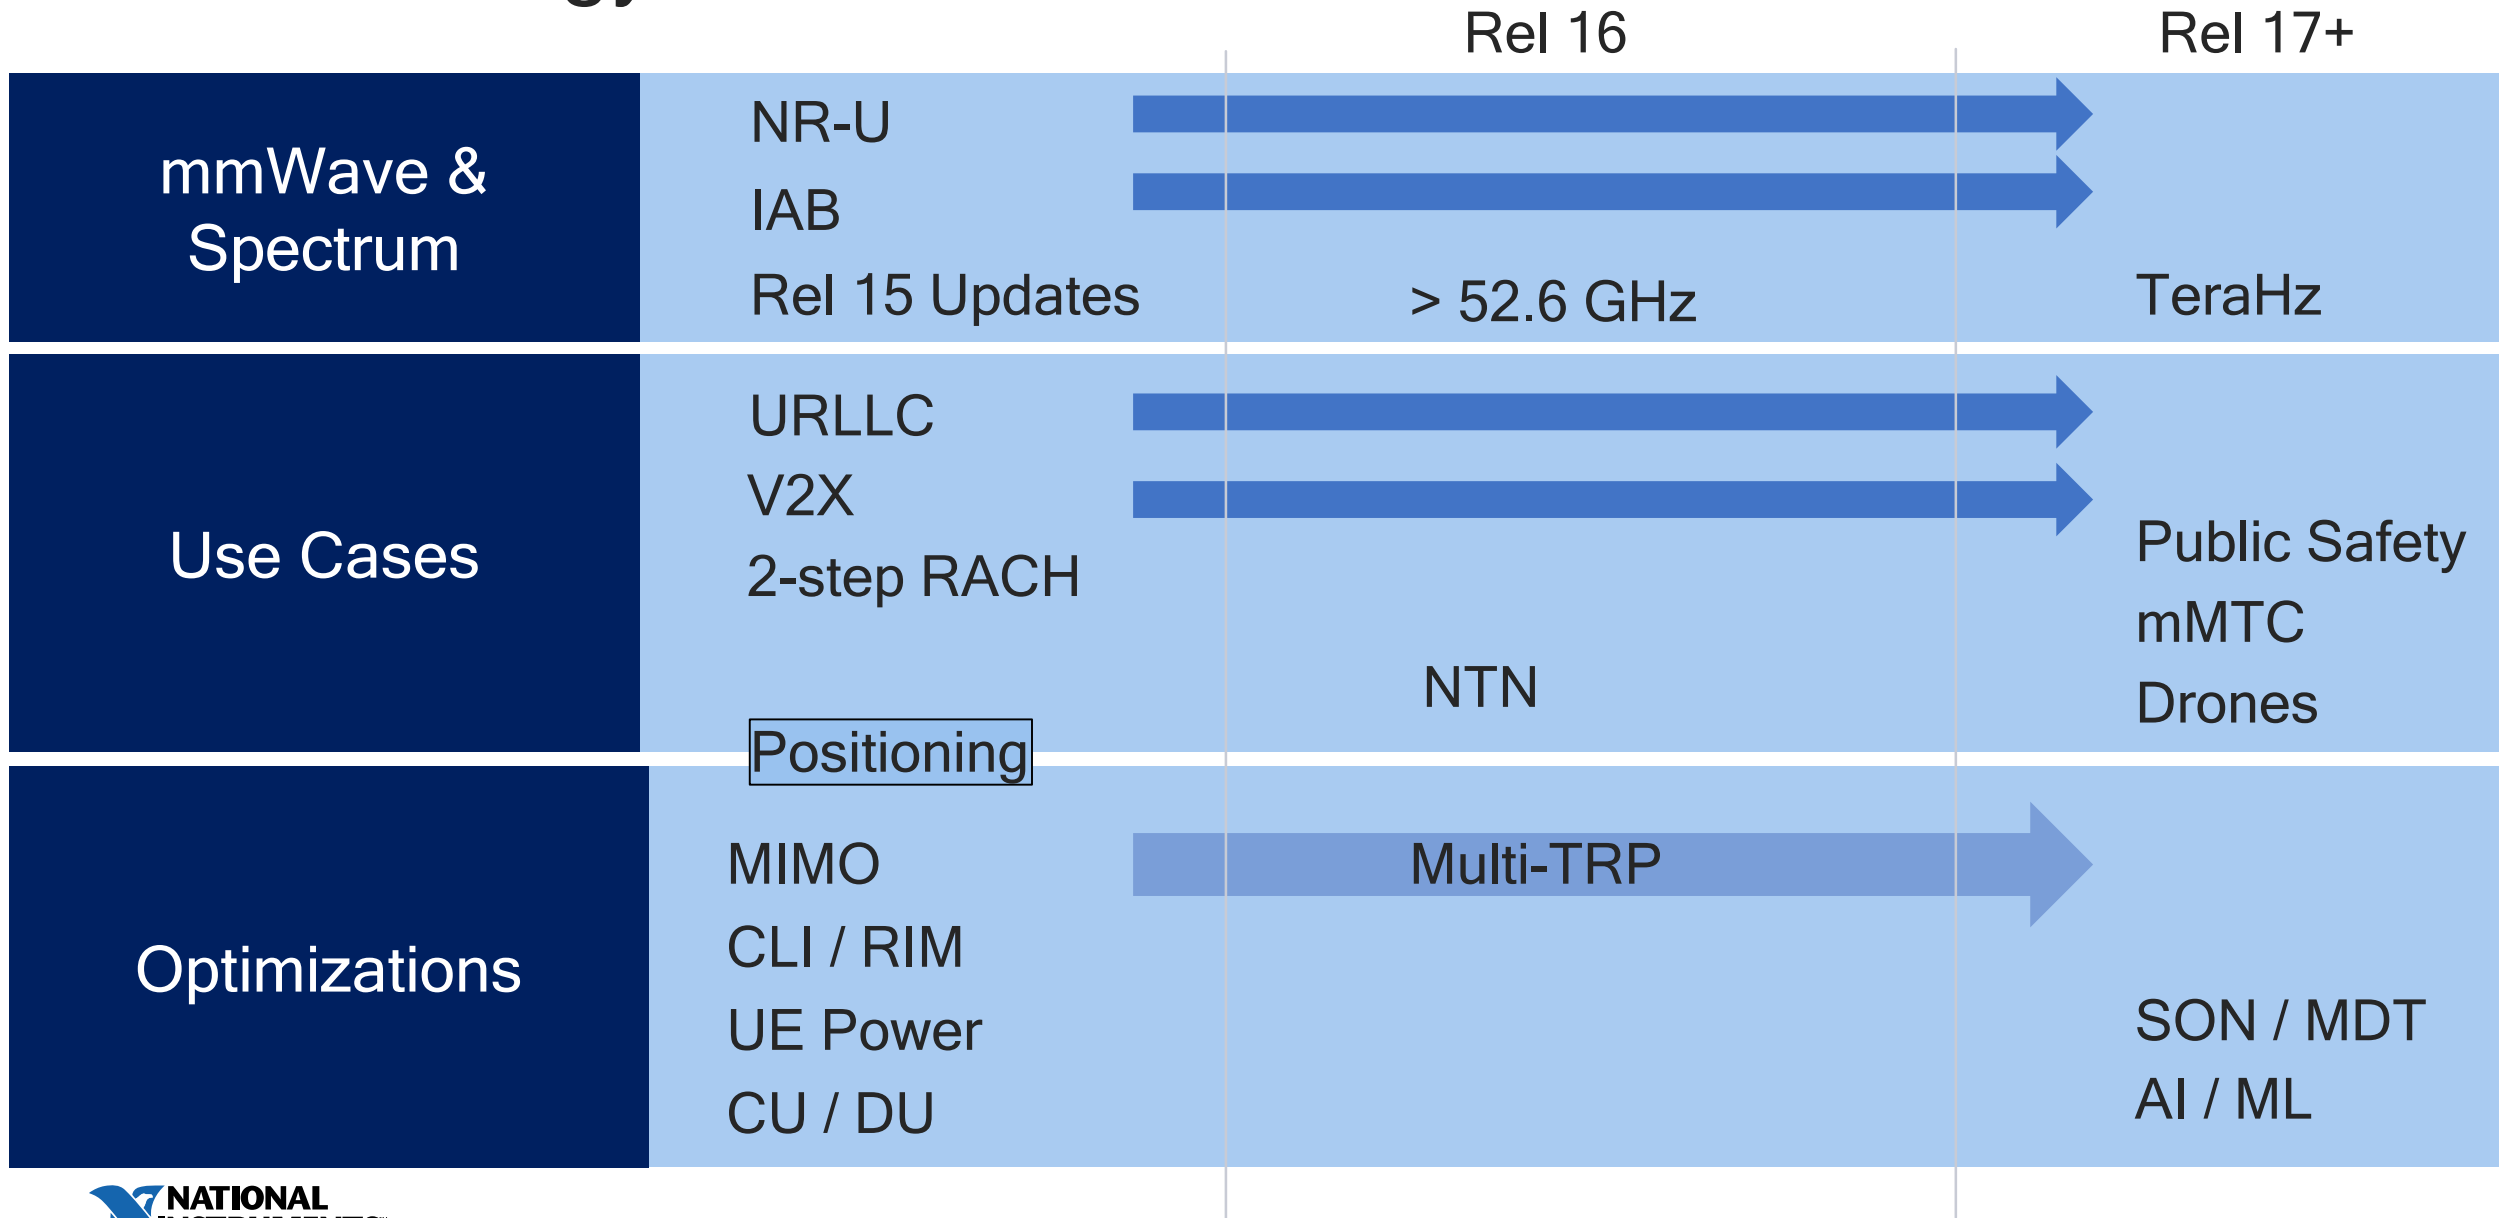 Rel 16
Rel 17+
mmWave &
Spectrum
NR-U
IAB
Rel 15 Updates
> 52.6 GHz
TeraHz
Use Cases
URLLC
V2X
2-step RACH
NTN
Public Safety
mMTC
Drones
Positioning
Optimizations
MIMO
Multi-TRP
CLI / RIM
UE Power
CU / DU
SON / MDT
AI / ML
NATIONAL